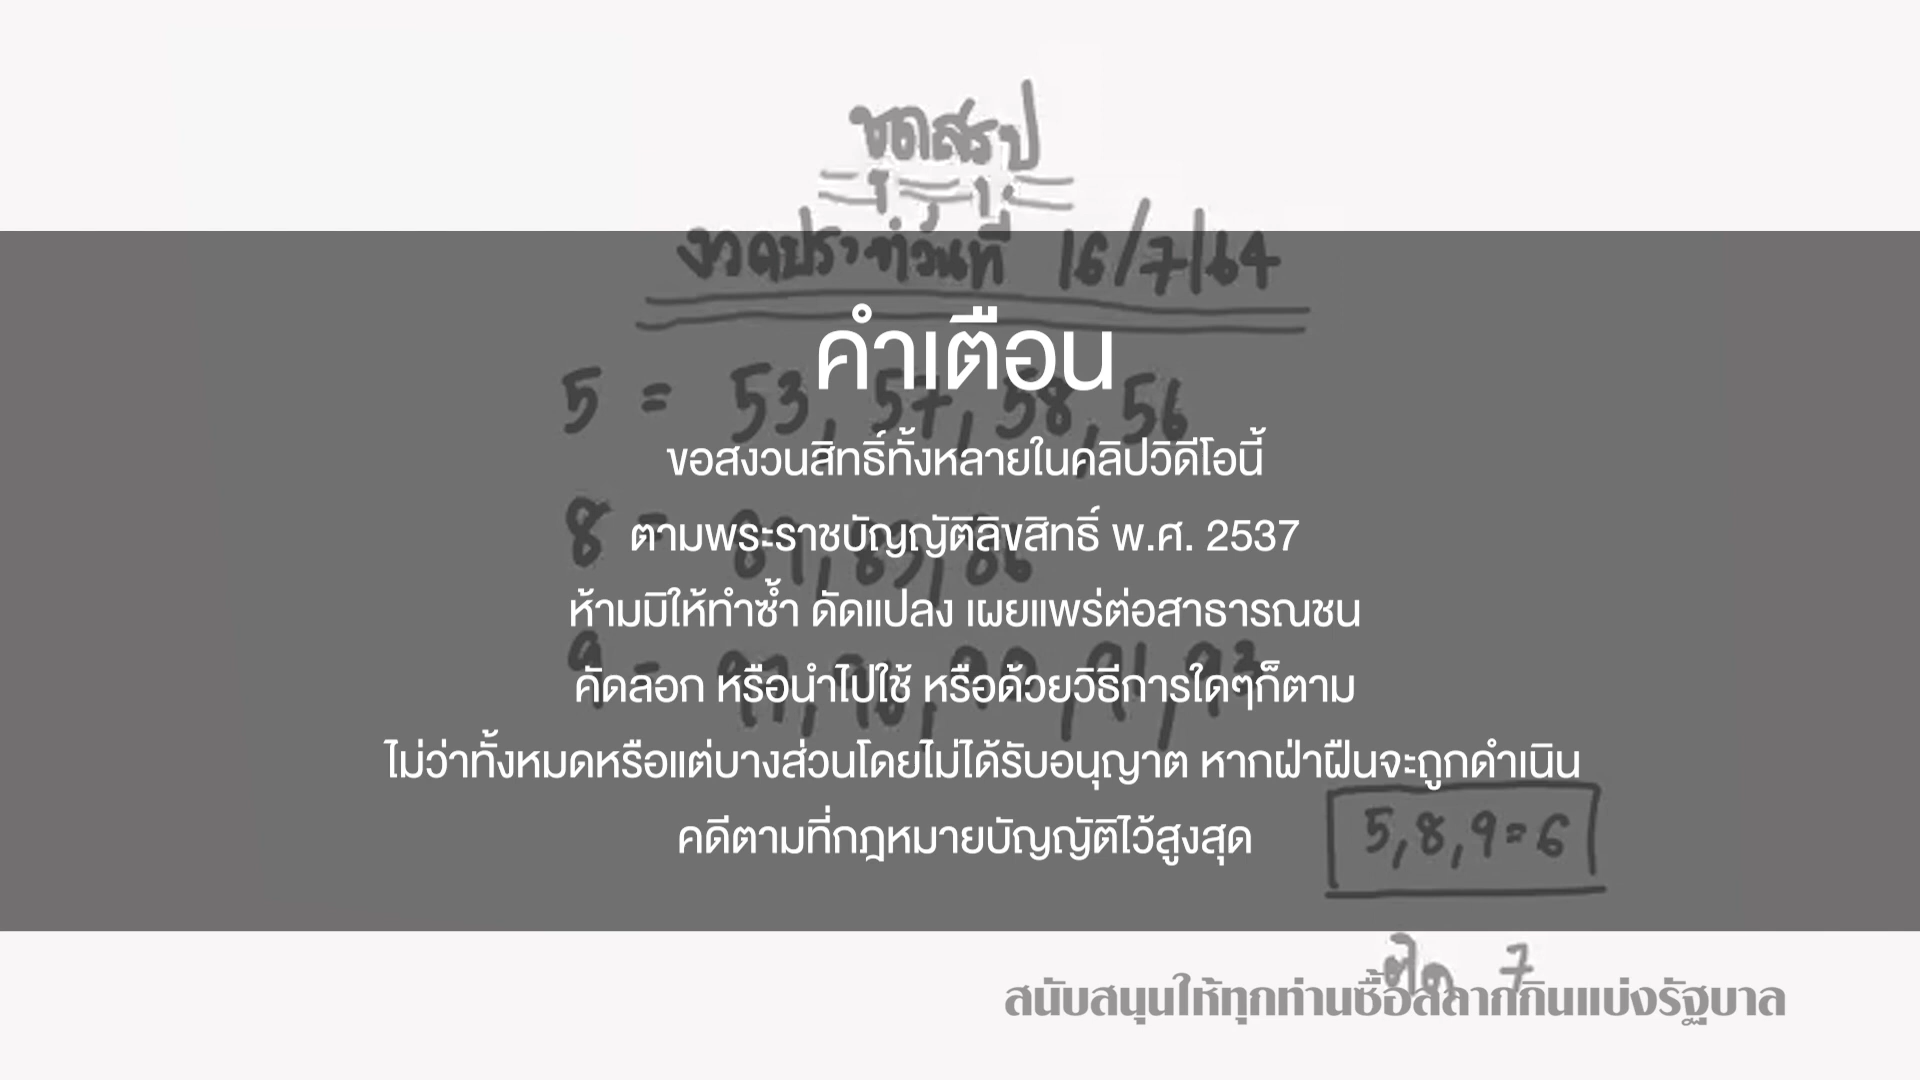 ชุดสรุป
งวดประจำวันที่ 16/7/64
คำเตือน
5 = 53, 57, 58, 56
ขอสงวนสิทธิ์ทั้งหลายในคลิปวิดีโอนี้
8 = 87, 83, 86
ตามพระราชบัญญัติลิขสิทธิ์ พ.ศ. 2537
ห้ามมิให้ทำซ้ำ ดัดแปลง เผยแพร่ต่อสาธารณชน
คัดลอก หรือนำไปใช้ หรือด้วยวิธีการใดๆก็ตาม
ไม่ว่าทั้งหมดหรือแต่บางส่วนโดยไม่ได้รับอนุญาต หากฝ่าฝืนจะถูกดำเนิน
คดีตามที่กฎหมายบัญญัติไว้สูงสุด
5,8,9=6
7
สนับสนุนให้ทุกท่านซื้อสลากกินแบ่งรัฐบาล